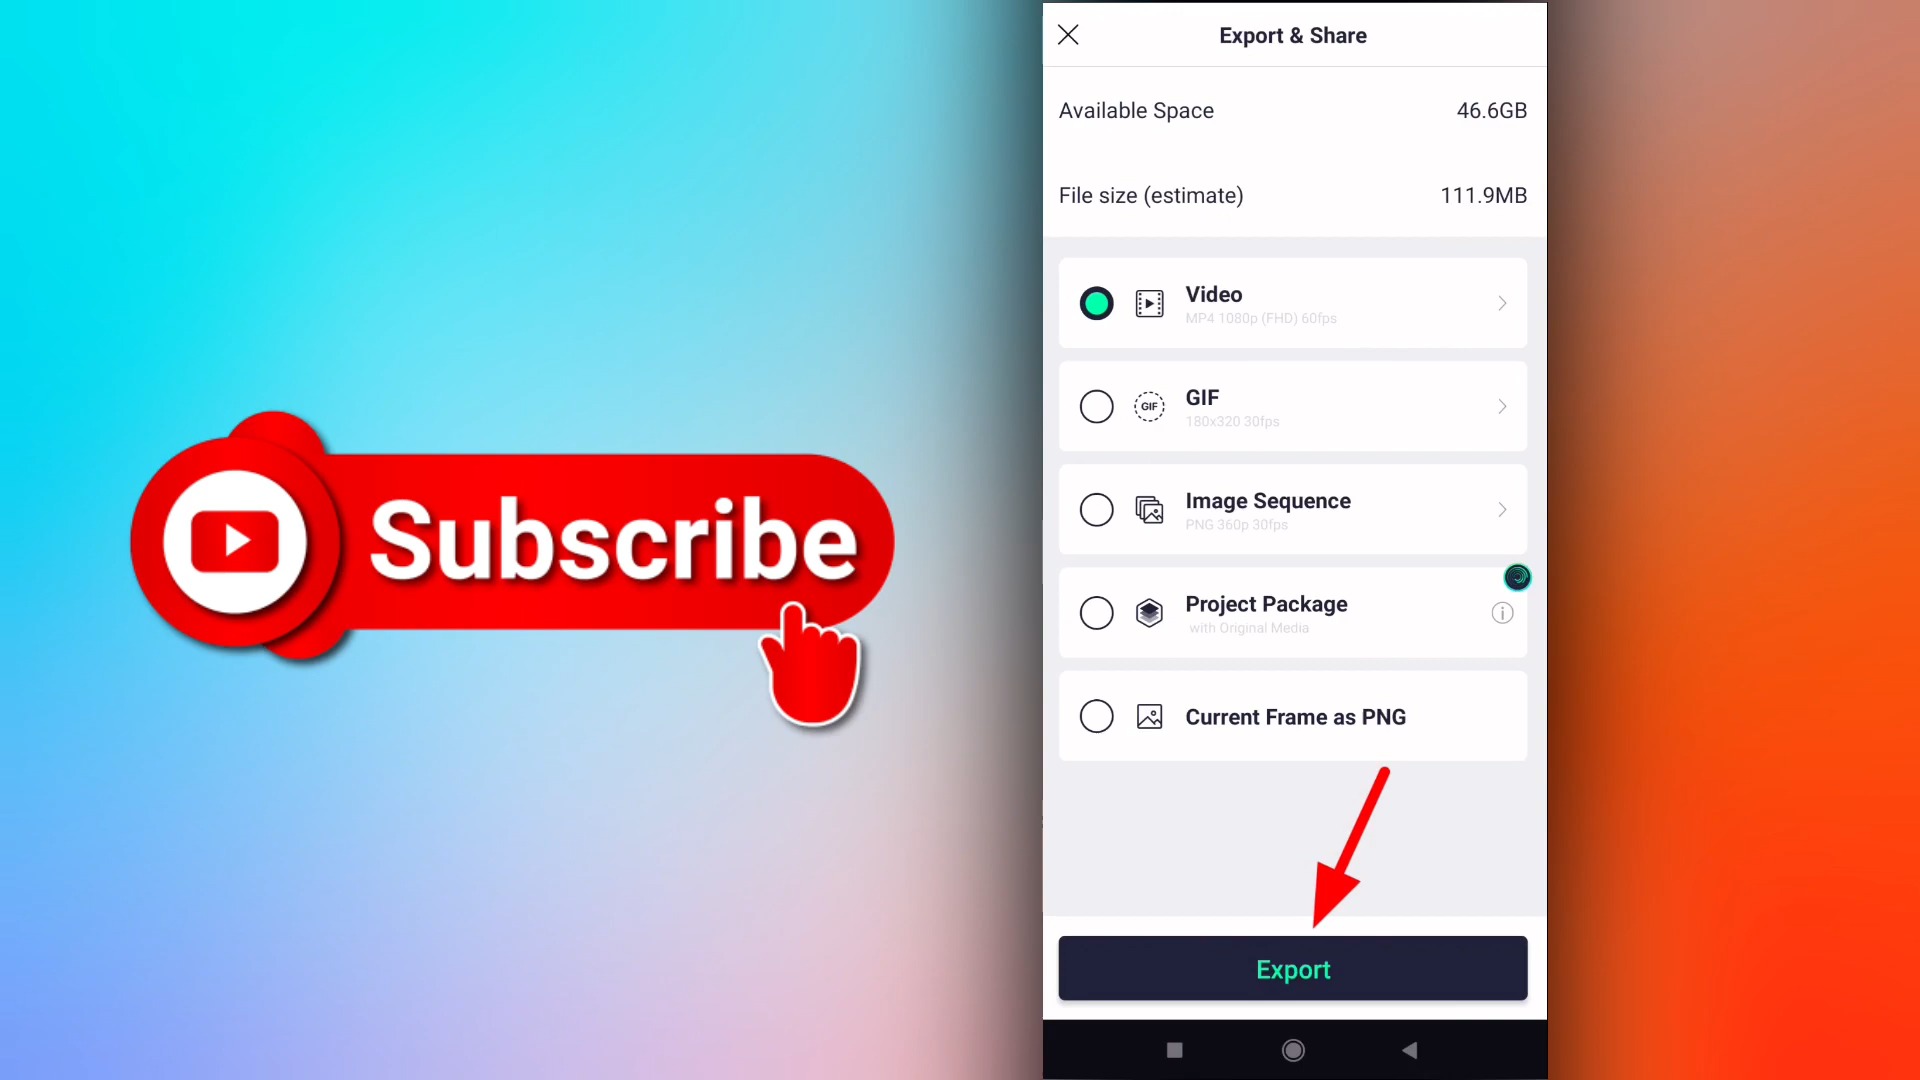 Subscribe
Export & Share
Available Space 46.6GB
File size (estimate) 111.9MB
Video
MP4 1080p (FHD) 60fps
GIF
GIF
180x320 30fps
Image Sequence
PNG 360p 30fps
Project Package
with Original Media
Current Frame as PNG
Export